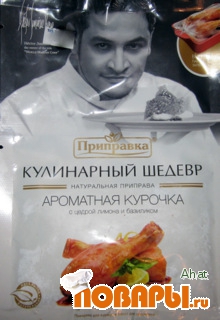 Приправка
КУЛИНАРНЫЙ ШЕДЕВР
НАТУРАЛЬНАЯ ПРИПРАВА
АРОМАТНАЯ КУРОЧКА
с цедрой лимона и базиликом
Ahat
ПОВАРЫ.ru